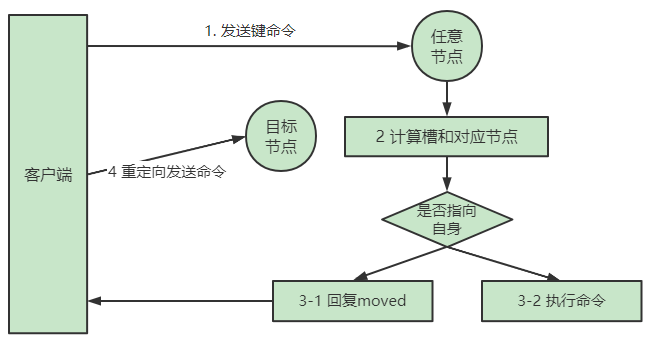 1. 发送键命令
任意
节点
目标
节点
2 计算槽和对应节点
客户端
4 重定向发送命令
是否指向
自身
3-1 回复moved
3-2 执行命令